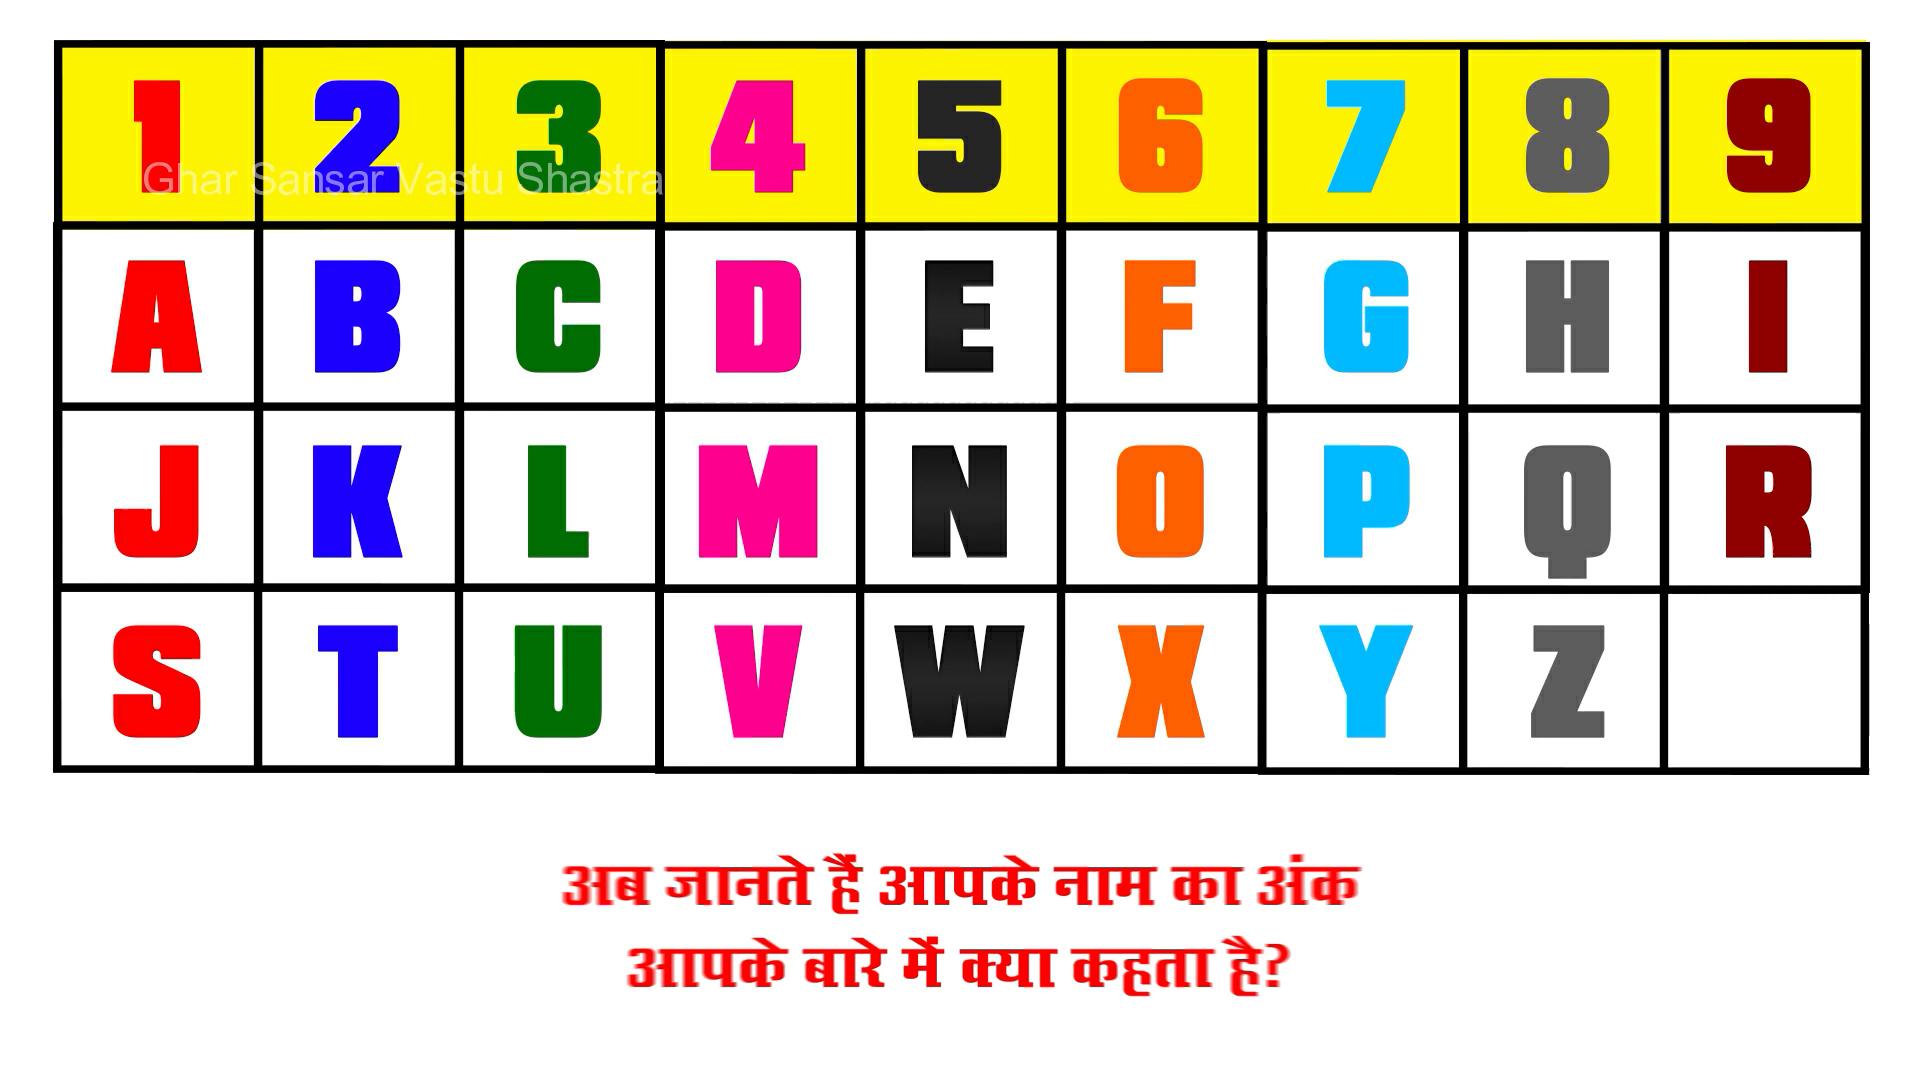 1 2 3 4 5 6 7 8 9
Ghar Sansar Vastu Shastra
A B C D E F G H I
J K L M N O P Q R
S T U V W X Y Z
अब जानते हैं आपके नाम का अंक
आपके बारे में क्या कहता है?